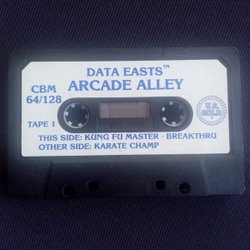 DATA EASTS™
ARCADE ALLEY
CBM
64/128
U.S.
GOLD
TAPE 1
THIS SIDE: KUNG FU MASTER - BREAKTHRU
OTHER SIDE: KARATE CHAMP